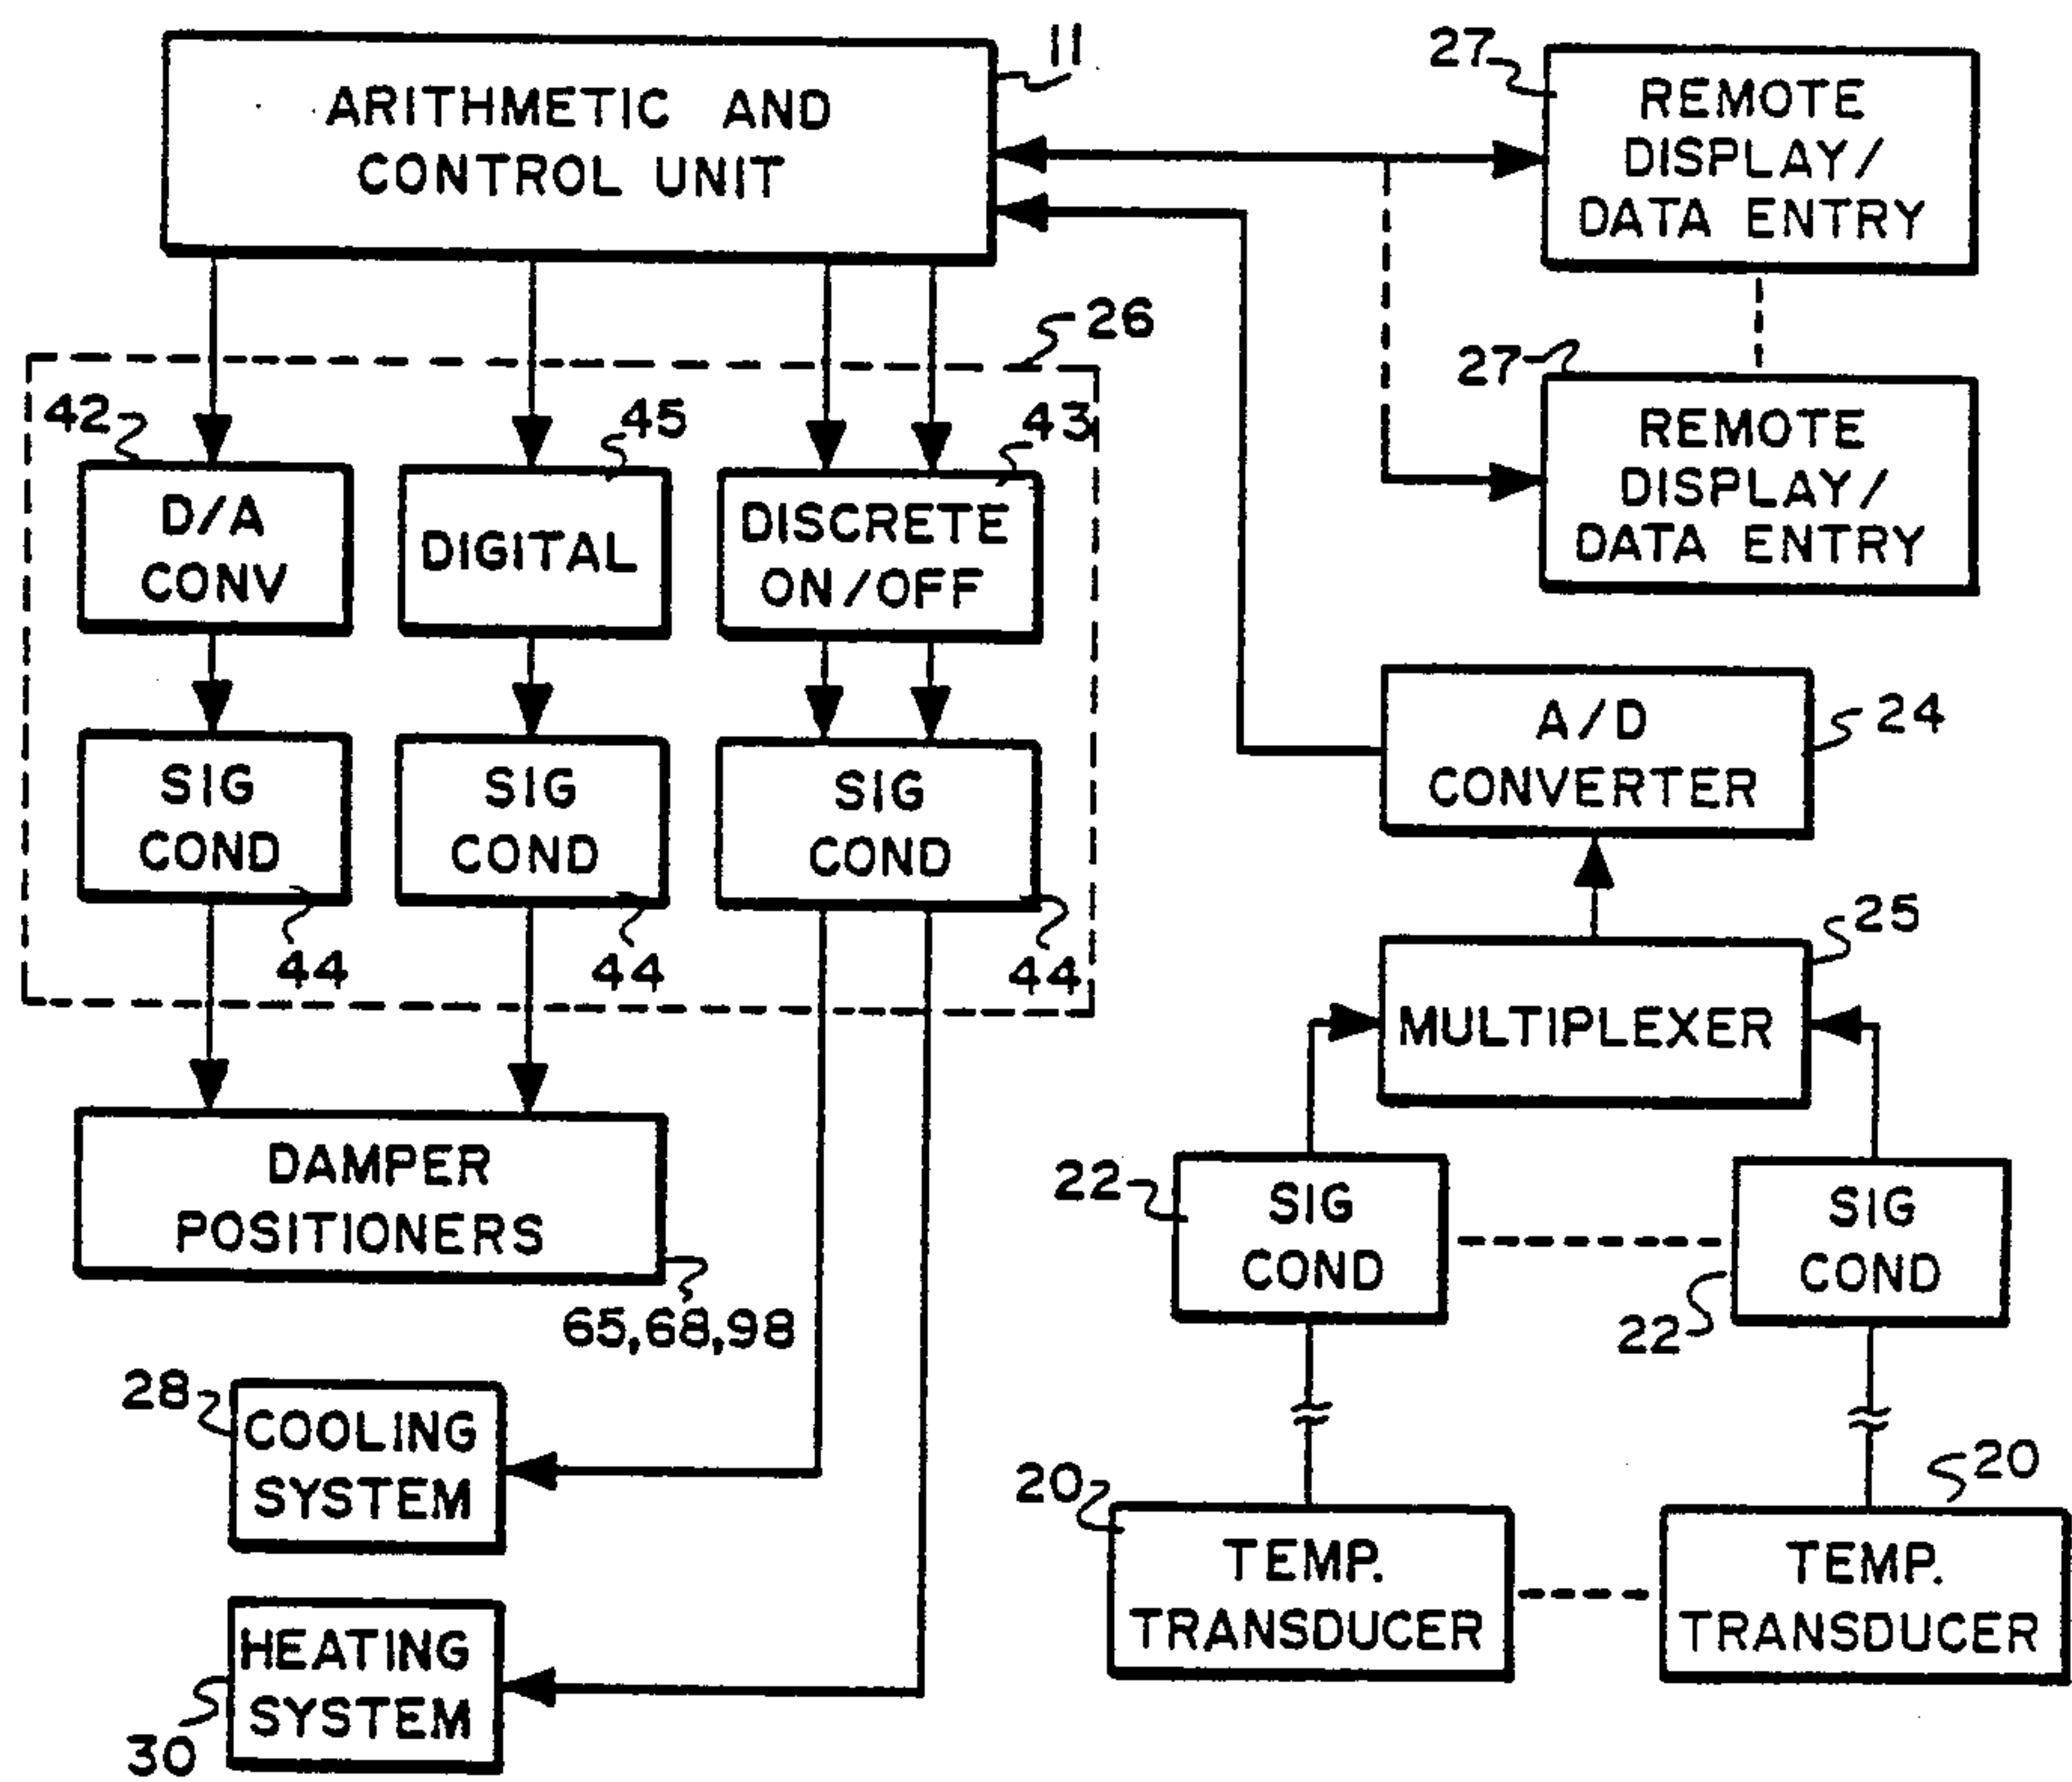 ARITHMETIC AND
CONTROL UNIT
11
27
REMOTE
DISPLAY/
DATA ENTRY
26
27
REMOTE
DISPLAY/
DATA ENTRY
42
D/A
CONV
45
DIGITAL
43
DISCRETE
ON/OFF
SIG
COND
44
SIG
COND
44
SIG
COND
44
A/D
CONVERTER
24
25
MULTIPLEXER
DAMPER
POSITIONERS
65,68,98
22
SIG
COND
SIG
COND
22
28
COOLING
SYSTEM
20
TEMP.
TRANSDUCER
20
TEMP.
TRANSDUCER
HEATING
SYSTEM
30